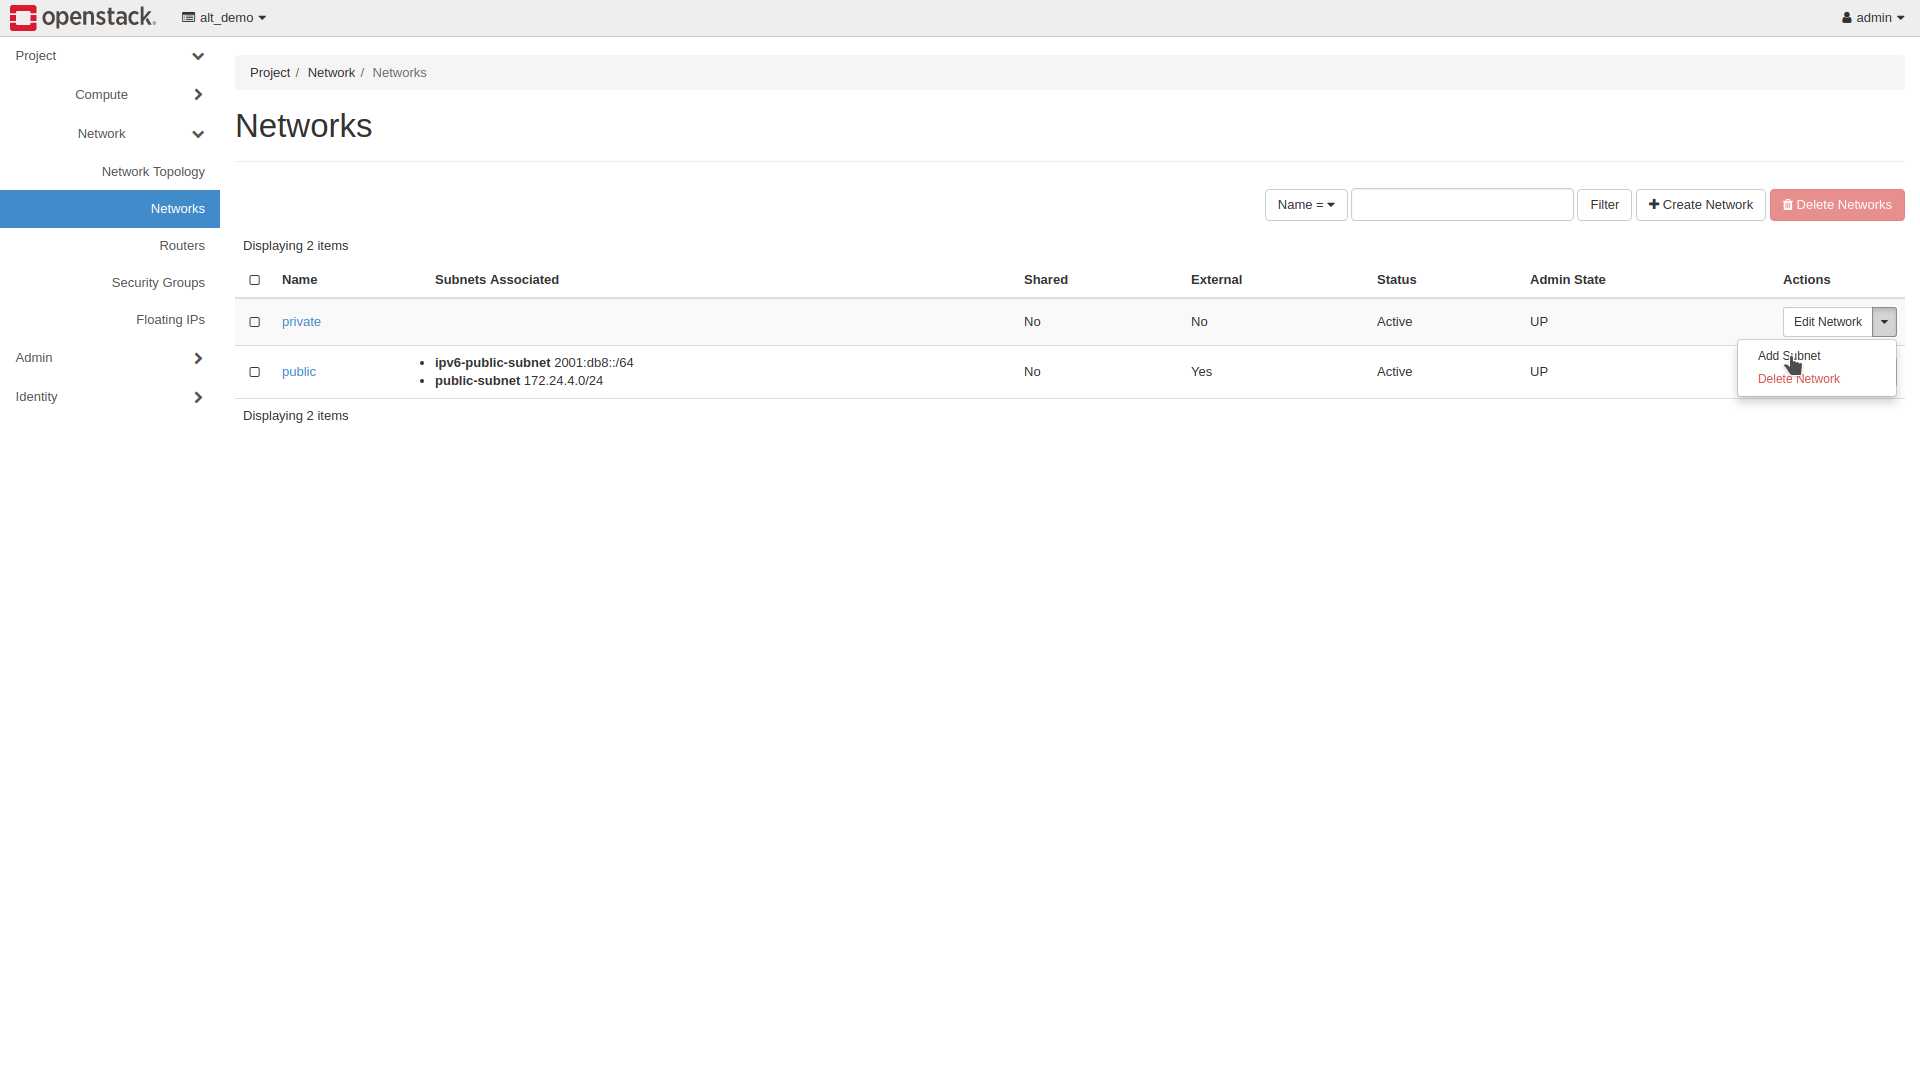 openstack. alt_demo admin
Project
Compute
Network
Network Topology
Networks
Routers
Security Groups
Floating IPs
Admin
Identity
Project / Network / Networks
Networks
Name = Filter Create Network Delete Networks
Displaying 2 items
Name Subnets Associated Shared External Status Admin State Actions
private No No Active UP Edit Network
public
ipv6-public-subnet 2001:db8::/64
public-subnet 172.24.4.0/24
No Yes Active UP
Add Subnet
Delete Network
Displaying 2 items